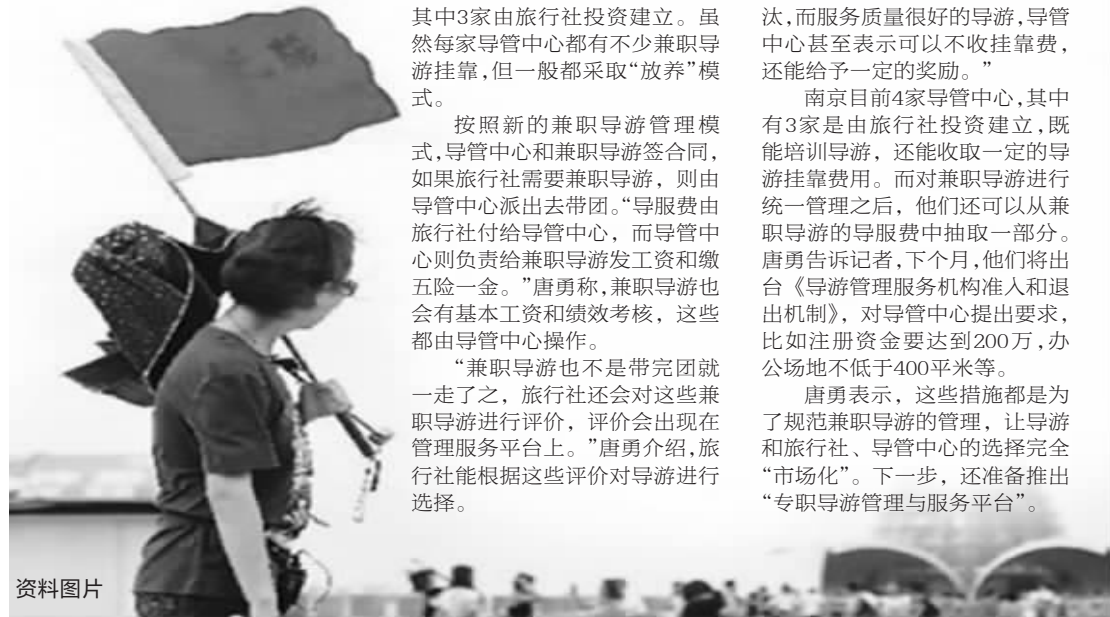 其中3家由旅行社投资建立。虽
然每家导管中心都有不少兼职导
游挂靠,但一般都采取“放养”模
式。
按照新的兼职导游管理模
式,导管中心和兼职导游签合同,
如果旅行社需要兼职导游，则由
导管中心派出去带团。“导服费由
旅行社付给导管中心，而导管中
心则负责给兼职导游发工资和缴
五险一金。”唐勇称,兼职导游也
会有基本工资和绩效考核，这些
都由导管中心操作。
“兼职导游也不是带完团就
一走了之，旅行社还会对这些兼
职导游进行评价，评价会出现在
管理服务平台上。”唐勇介绍,旅
行社能根据这些评价对导游进行
选择。
汰,而服务质量很好的导游,导管
中心甚至表示可以不收挂靠费，
还能给予一定的奖励。”
南京目前4家导管中心,其中
有3家是由旅行社投资建立,既
能培训导游，还能收取一定的导
游挂靠费用。而对兼职导游进行
统一管理之后，他们还可以从兼
职导游的导服费中抽取一部分。
唐勇告诉记者,下个月,他们将出
台《导游管理服务机构准入和退
出机制》，对导管中心提出要求，
比如注册资金要达到200万,办
公场地不低于400平米等。
唐勇表示，这些措施都是为
了规范兼职导游的管理，让导游
和旅行社、导管中心的选择完全
“市场化”。下一步，还准备推出
“专职导游管理与服务平台”。
资料图片